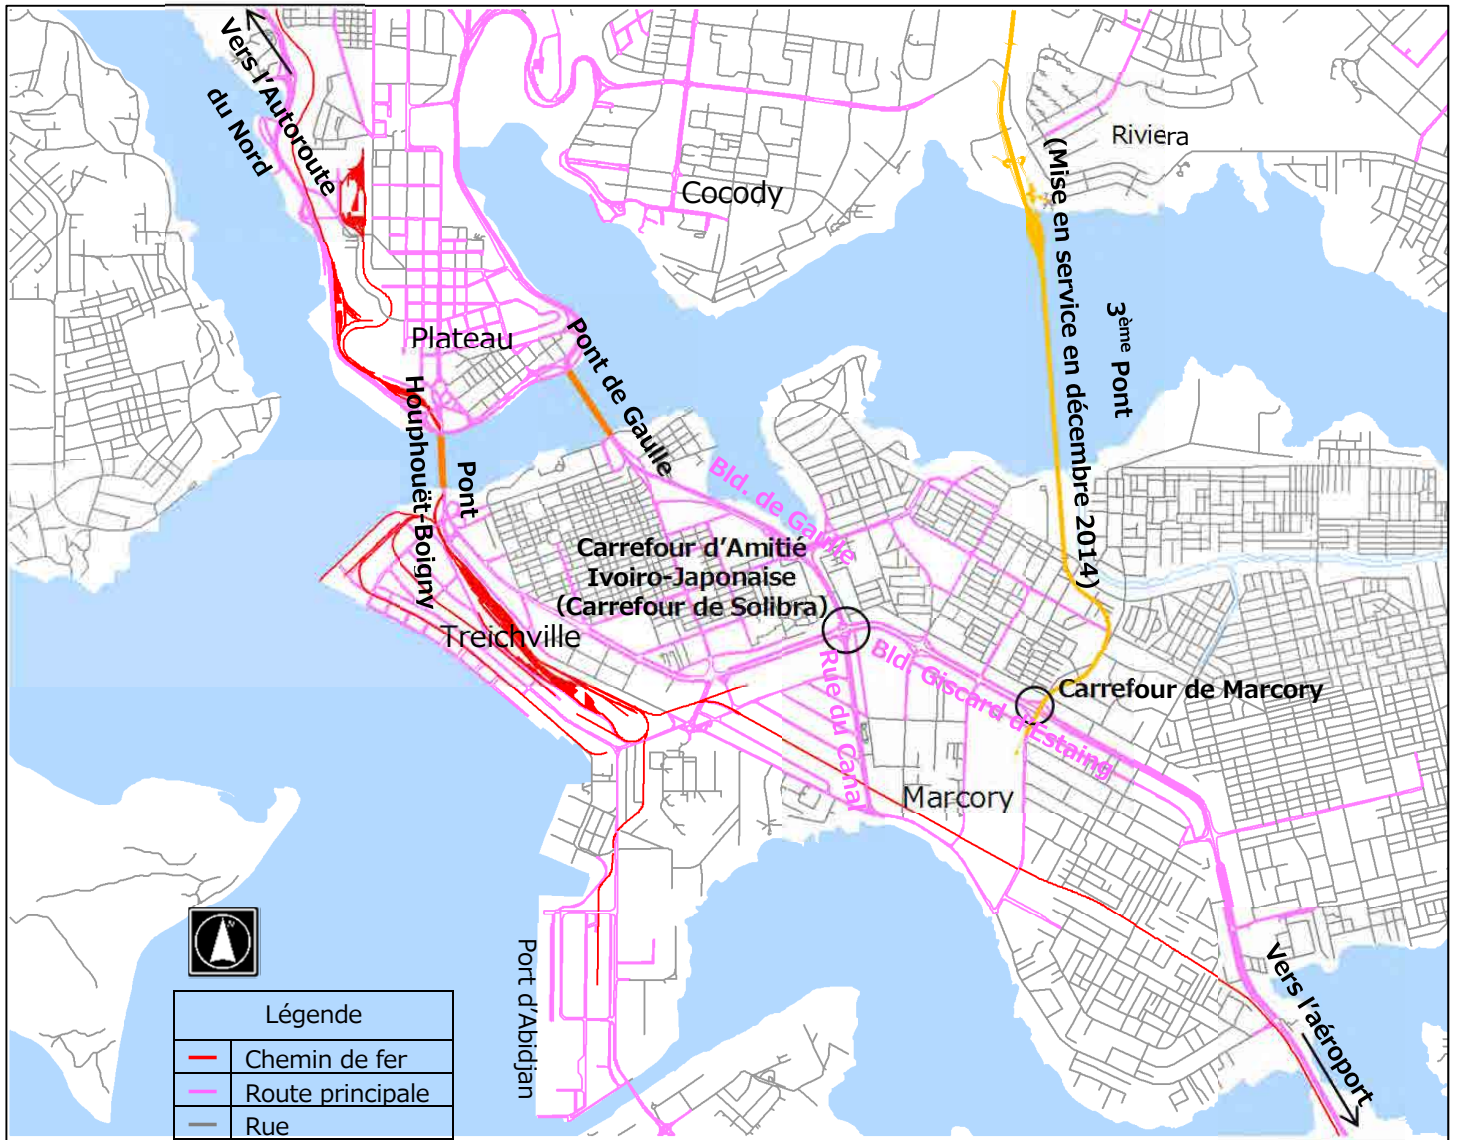 Vers l'Autoroute
du Nord
Riviera
Cocody
(Mise en service en décembre 2014)
3ème Pont
Plateau
Pont de Gaulle
Houphouët-Boigny
Pont
Bld. de Gaulle
Carrefour d'Amitié
Ivoiro-Japonaise
(Carrefour de Solibra)
Treichville
Rue du Canal
Bld. Giscard d'Estaing
Carrefour de Marcory
Marcory
N
Port d'Abidjan
Vers l'aéroport
Légende
Chemin de fer
Route principale
Rue